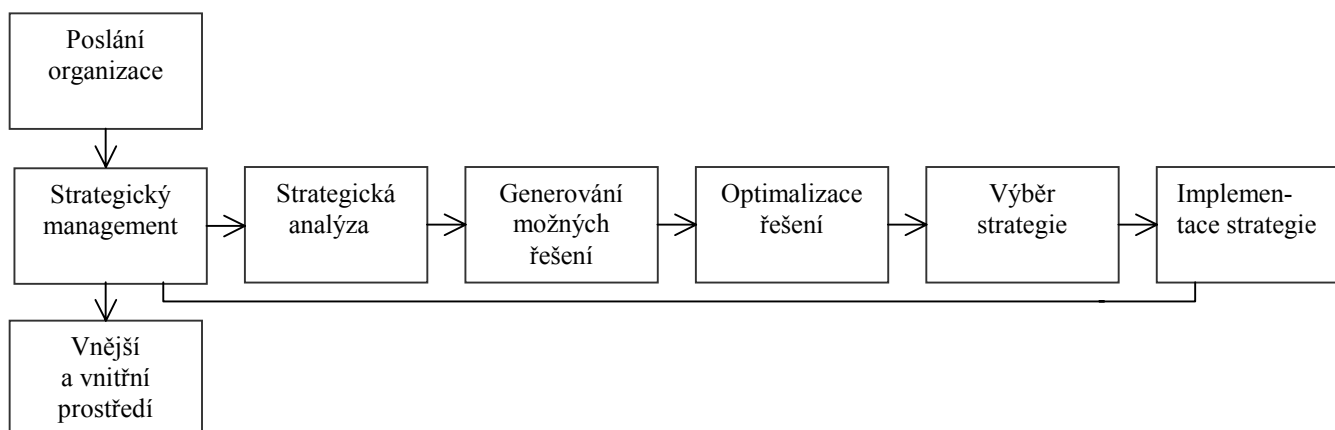 Poslání
organizace
Strategický
management
Strategická
analýza
Generování
možných
řešení
Optimalizace
řešení
Výběr
strategie
Implemen-
tace strategie
Vnější
a vnitřní
prostředí